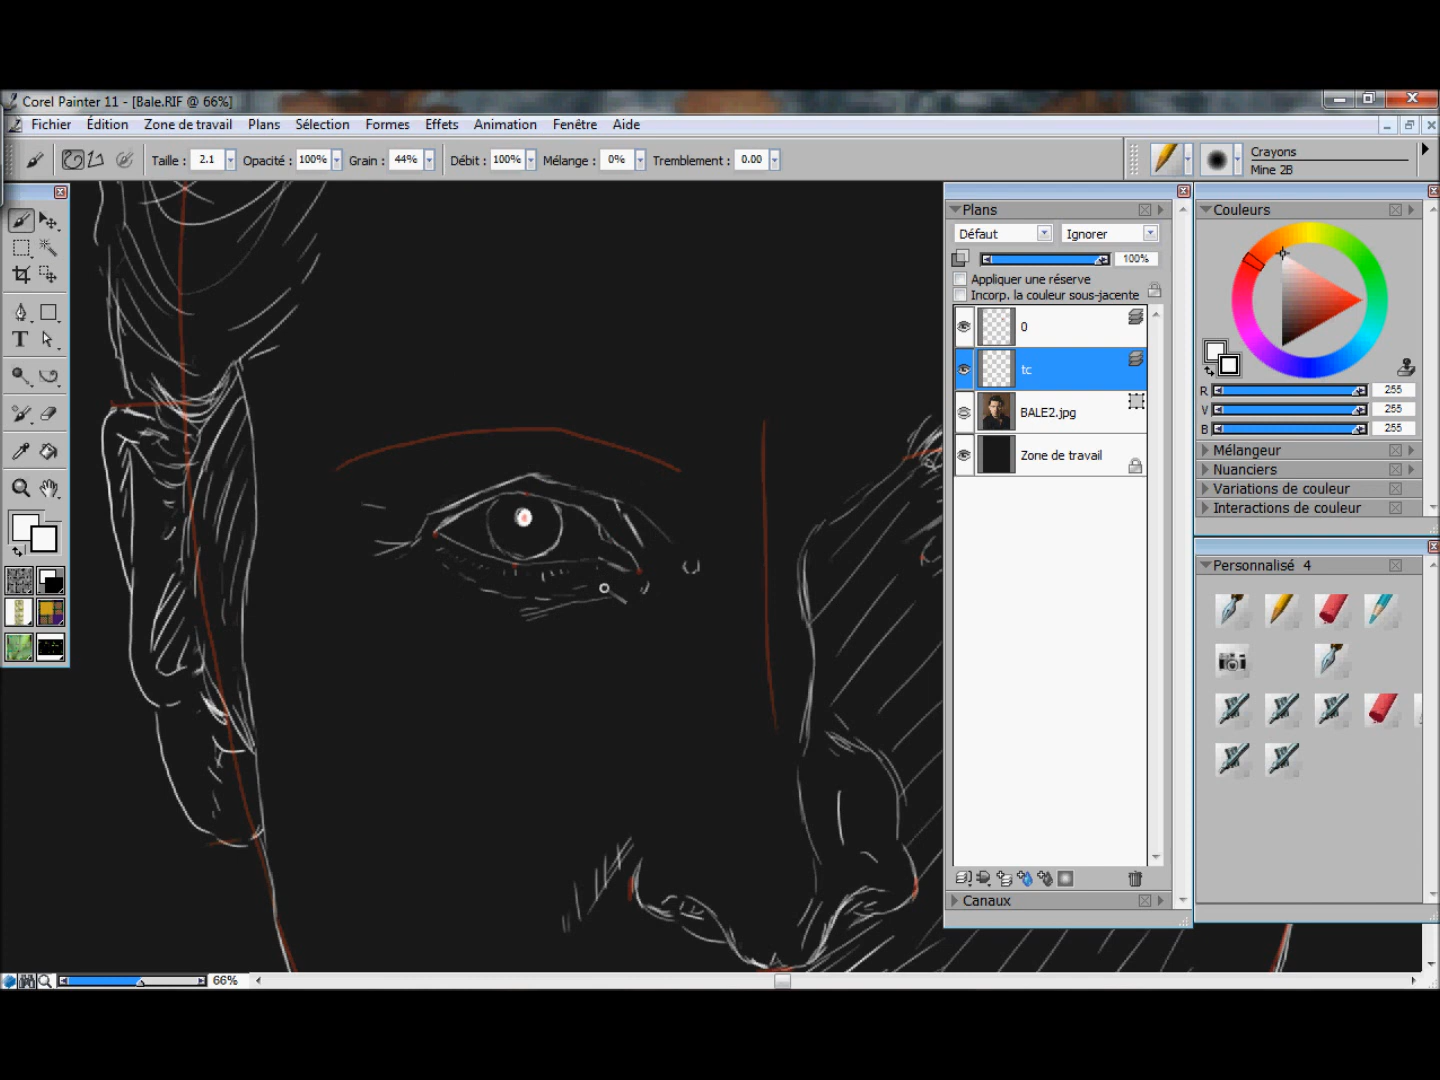 Corel Painter 11 - [Bale.RIF @ 66%]
Fichier Édition Zone de travail Plans Sélection Formes Effets Animation Fenêtre Aide
Taille : 2.1 Opacité : 100% Grain : 44% Débit : 100% Mélange : 0% Tremblement : 0.00
Crayons
Mine 2B
Plans
Défaut Ignorer
100%
Appliquer une réserve
Incorp. la couleur sous-jacente
0
tc
BALE2.jpg
Zone de travail
Canaux
Couleurs
R 255
V 255
B 255
Mélangeur
Nuanciers
Variations de couleur
Interactions de couleur
Personnalisé 4
T
66%